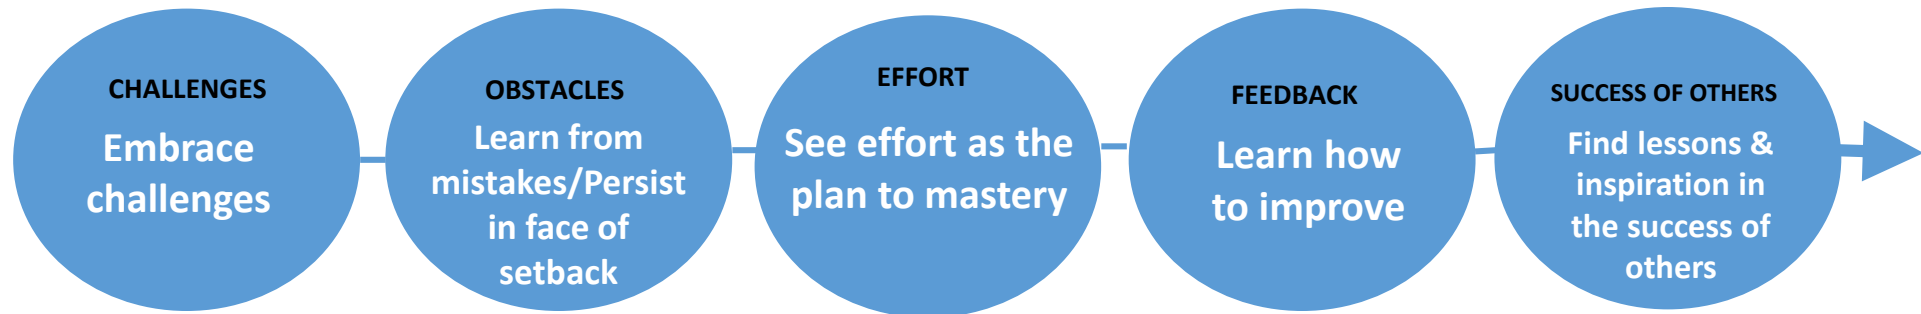 CHALLENGES
Embrace
challenges
OBSTACLES
Learn from
mistakes/Persist
in face of
setback
EFFORT
See effort as the
plan to mastery
FEEDBACK
Learn how
to improve
SUCCESS OF OTHERS
Find lessons &
inspiration in
the success of
others